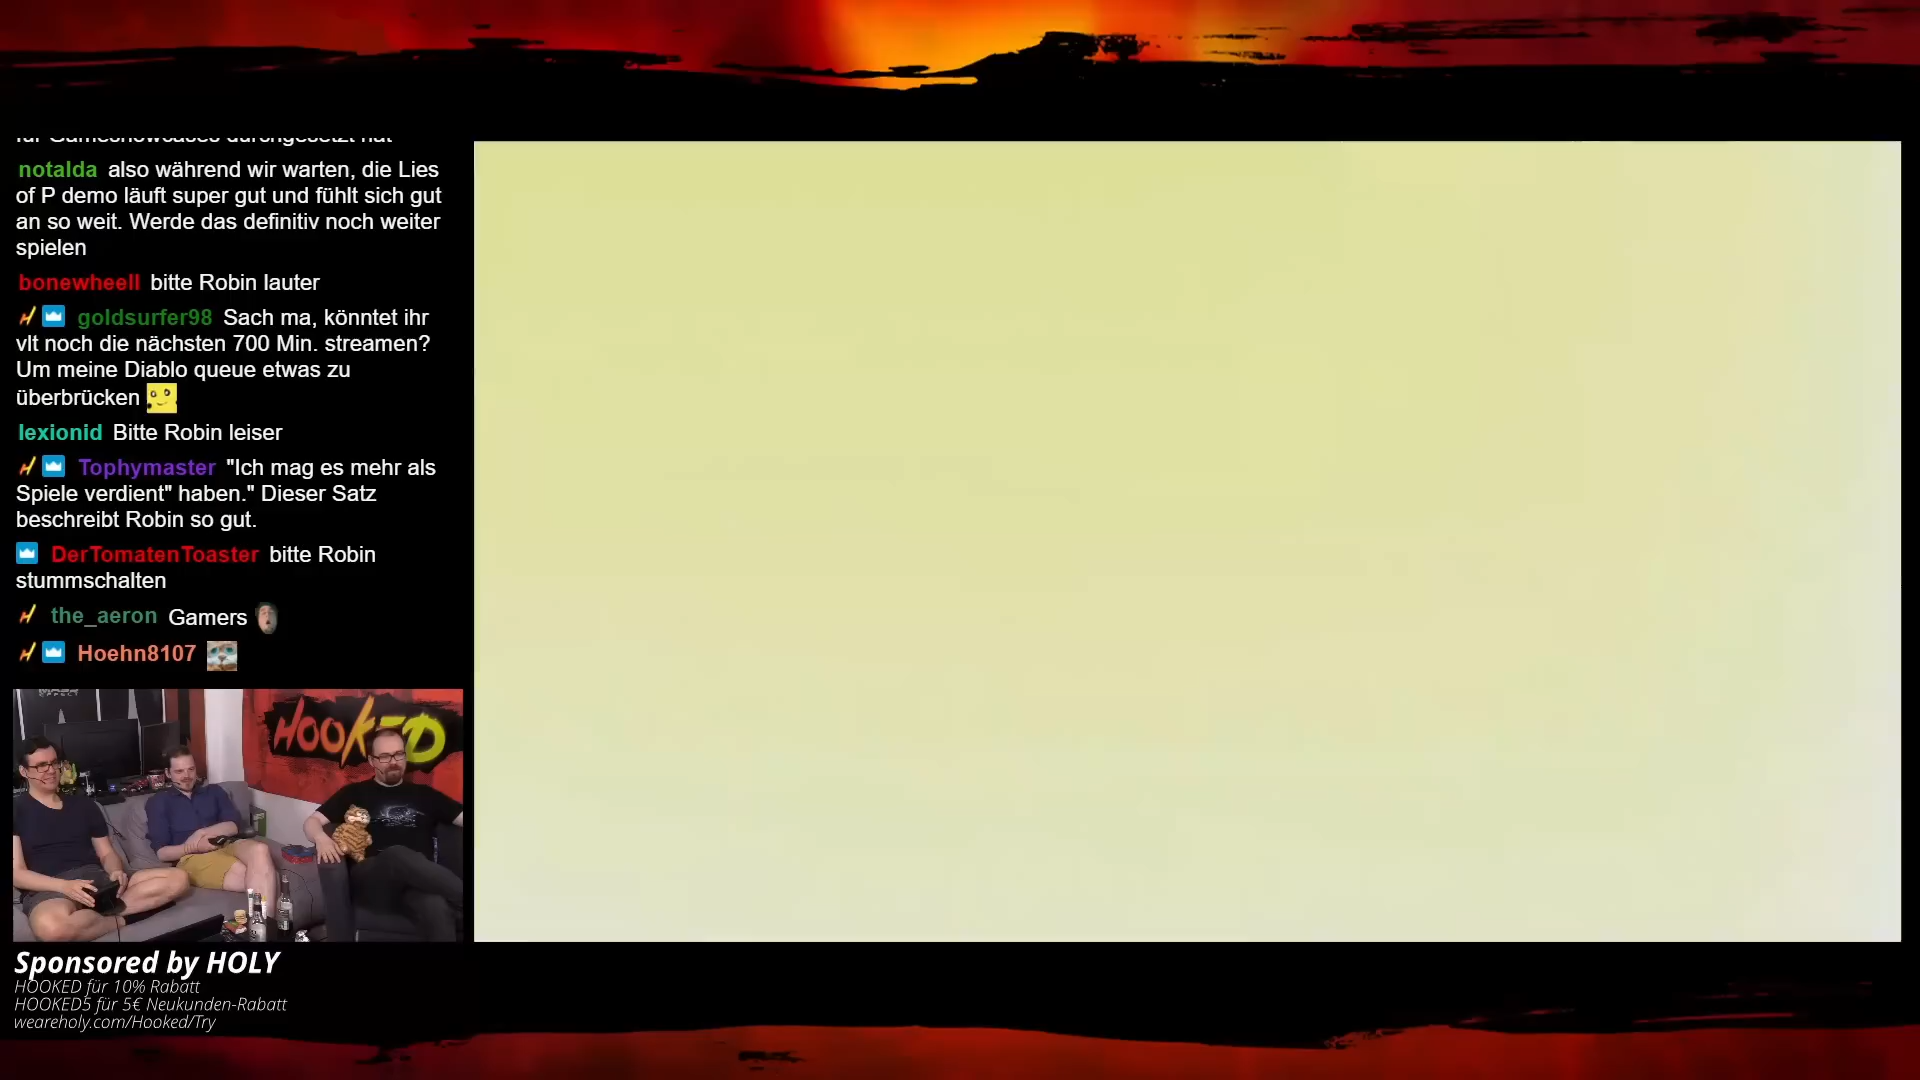 für Gameshowcases durchgesetzt hat
notalda also während wir warten, die Lies
of P demo läuft super gut und fühlt sich gut
an so weit. Werde das definitiv noch weiter
spielen
bonewheell bitte Robin lauter
goldsurfer98 Sach ma, könntet ihr
vlt noch die nächsten 700 Min. streamen?
Um meine Diablo queue etwas zu
überbrücken
lexionid Bitte Robin leiser
Tophymaster "Ich mag es mehr als
Spiele verdient" haben." Dieser Satz
beschreibt Robin so gut.
DerTomatenToaster bitte Robin
stummschalten
the_aeron Gamers
Hoehn8107
HOOKED
Sponsored by HOLY
HOOKED für 10% Rabatt
HOOKED5 für 5€ Neukunden-Rabatt
weareholy.com/Hooked/Try